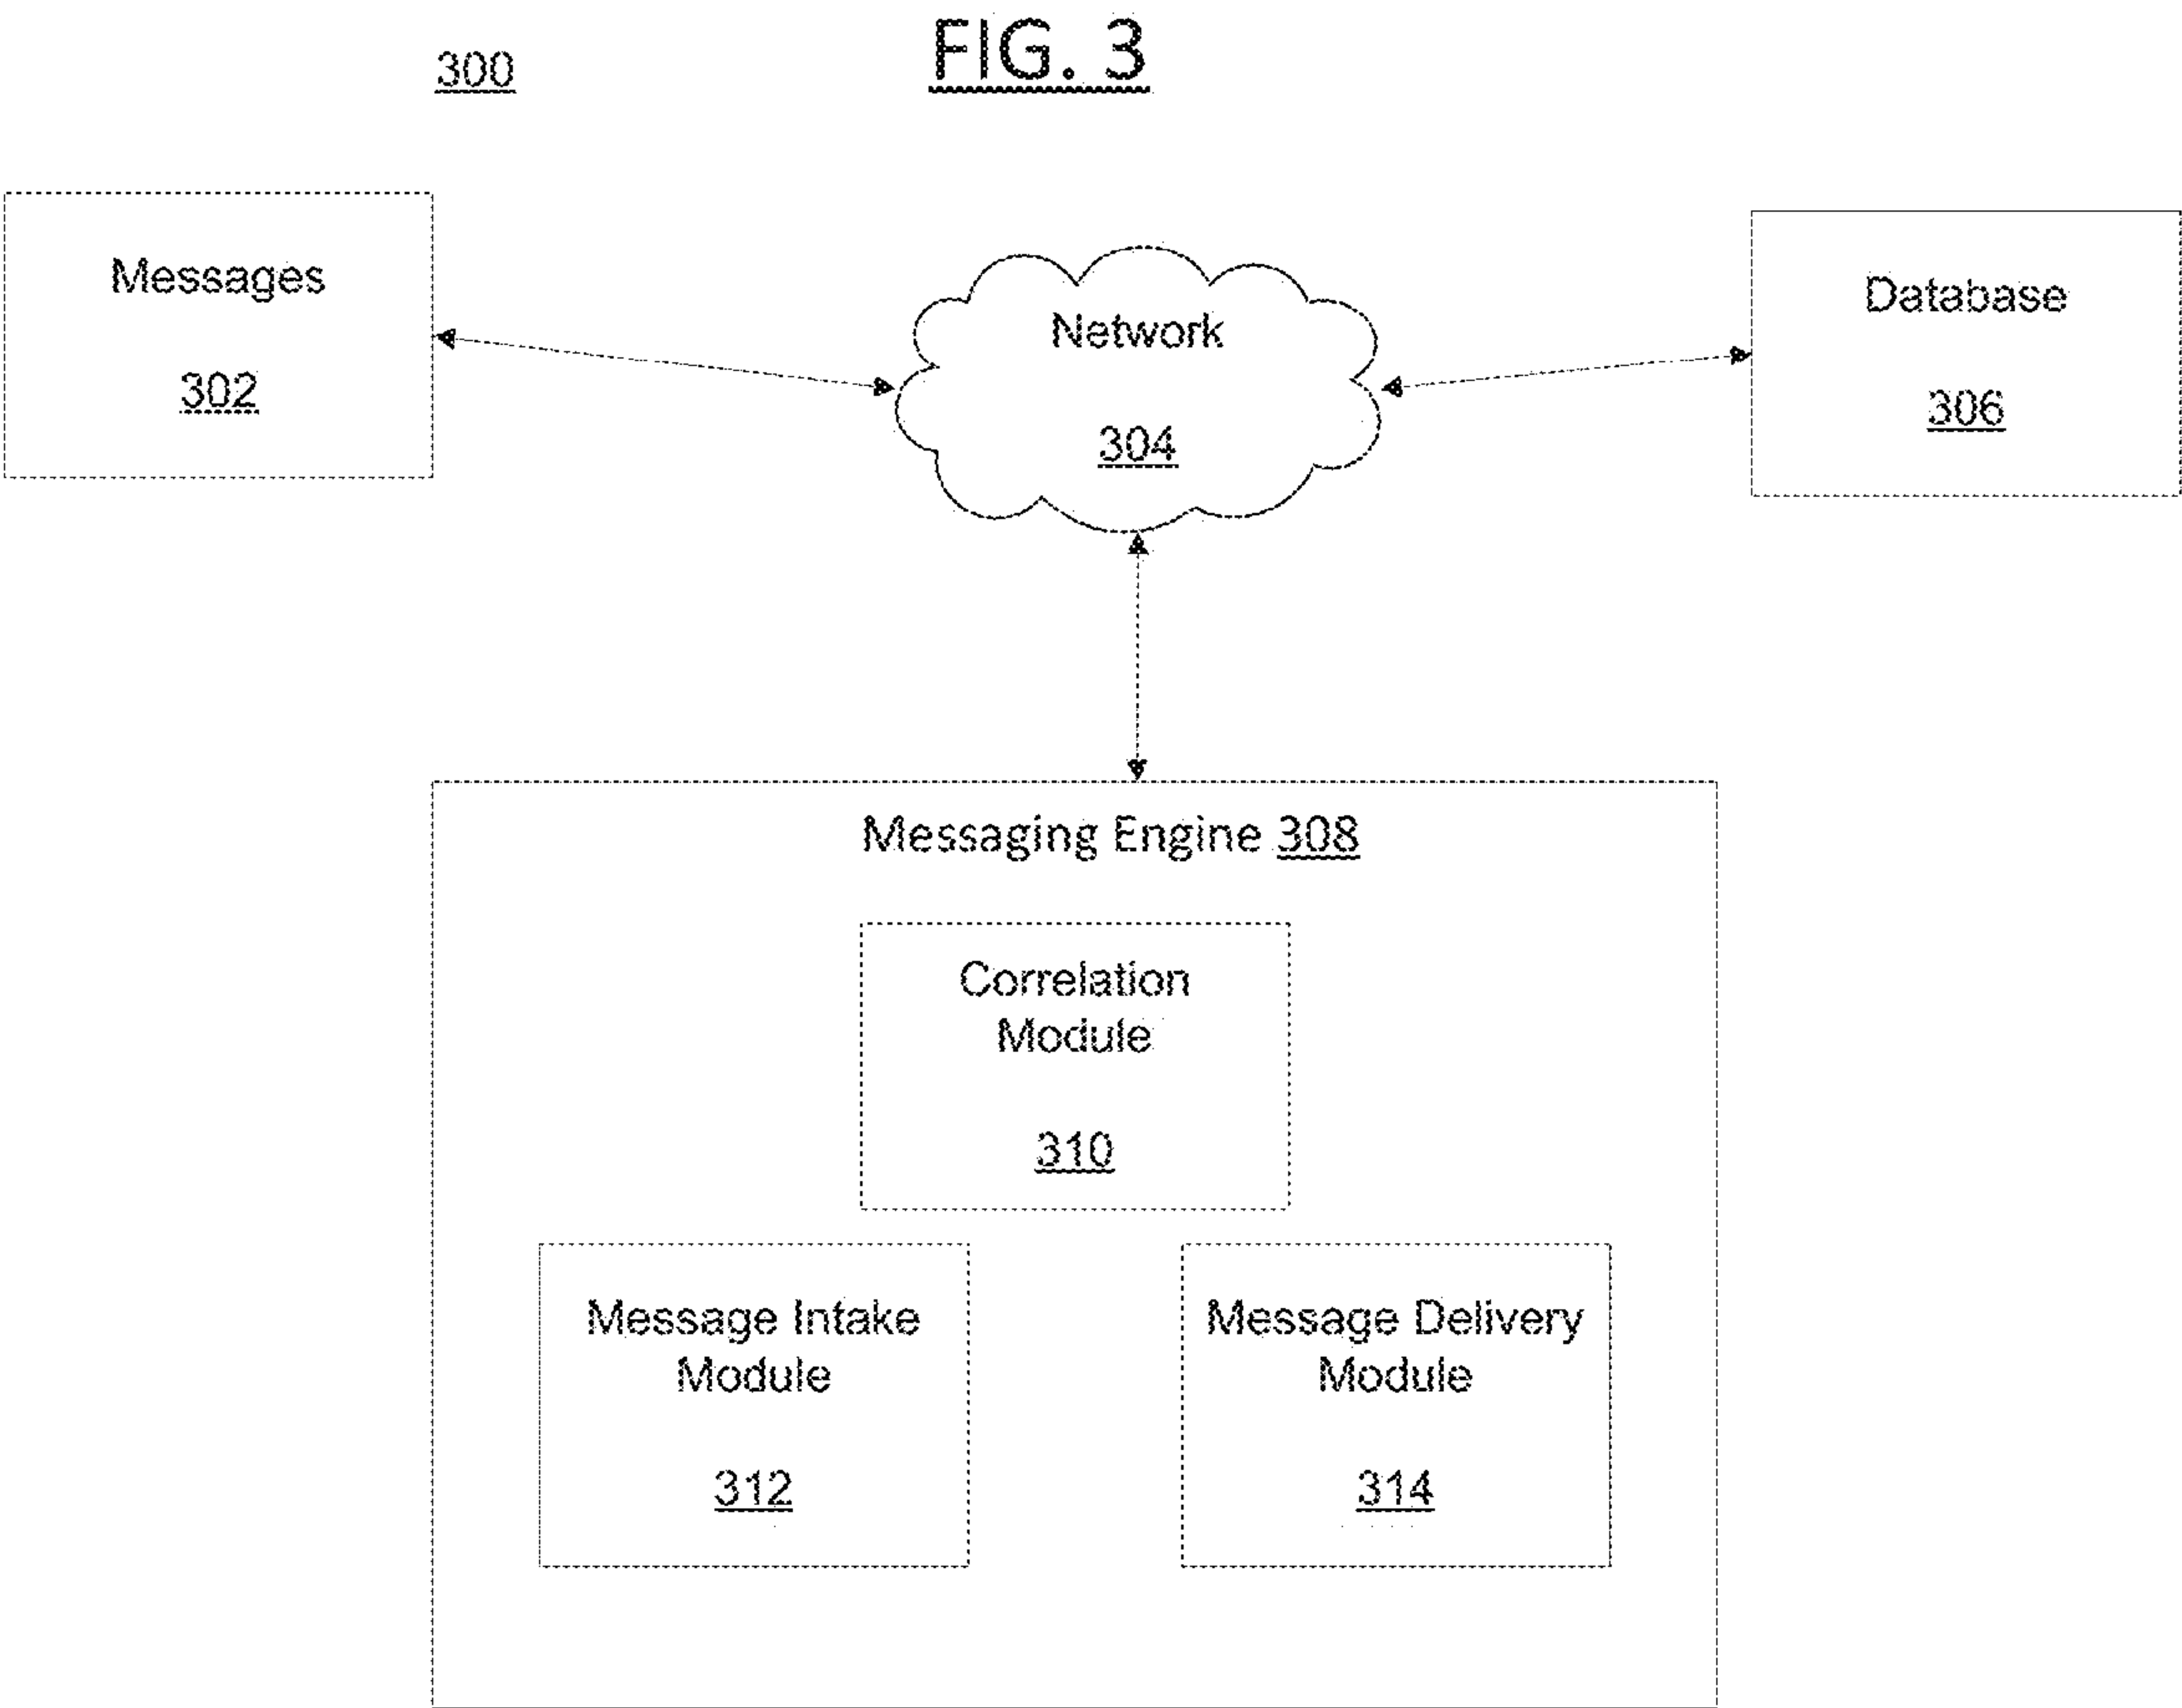 FIG. 3
300
Messages
302
Network
304
Database
306
Messaging Engine 308
Correlation
Module
310
Message Intake
Module
312
Message Delivery
Module
314